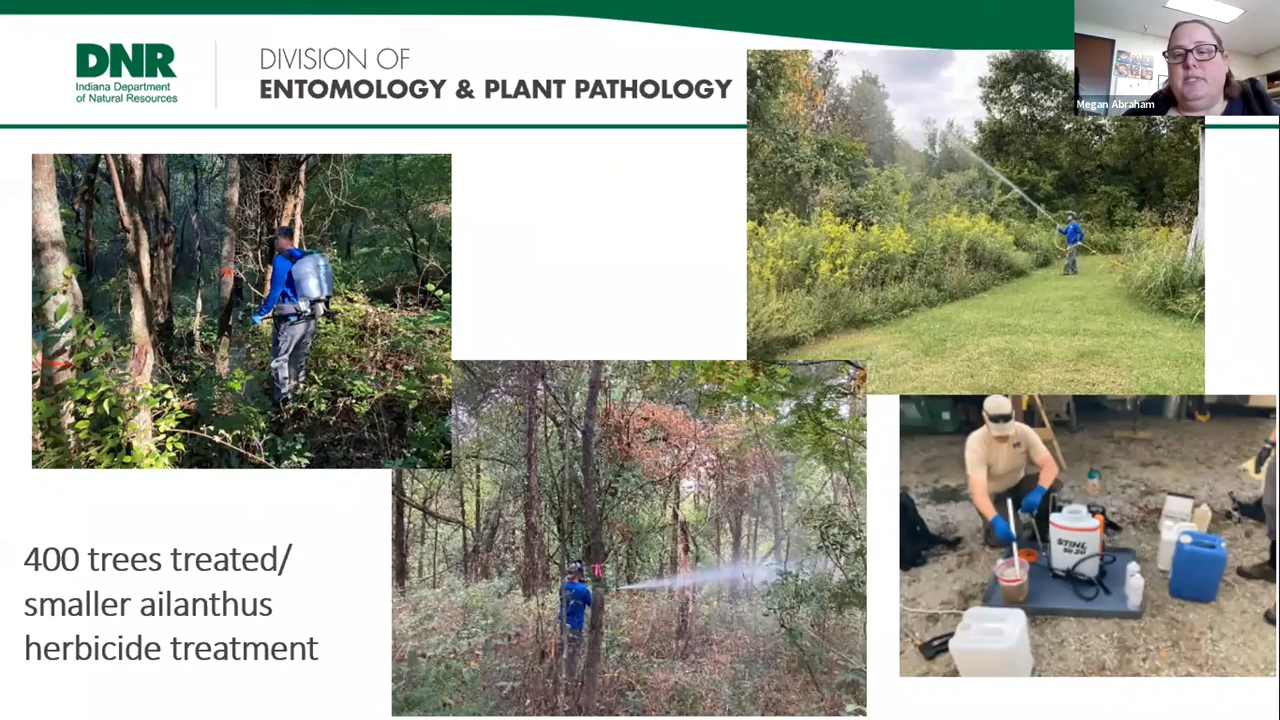 DNR
Indiana Department
of Natural Resources
DIVISION OF
ENTOMOLOGY & PLANT PATHOLOGY
Megan Abraham
STIHL
400 trees treated/
smaller ailanthus
herbicide treatment